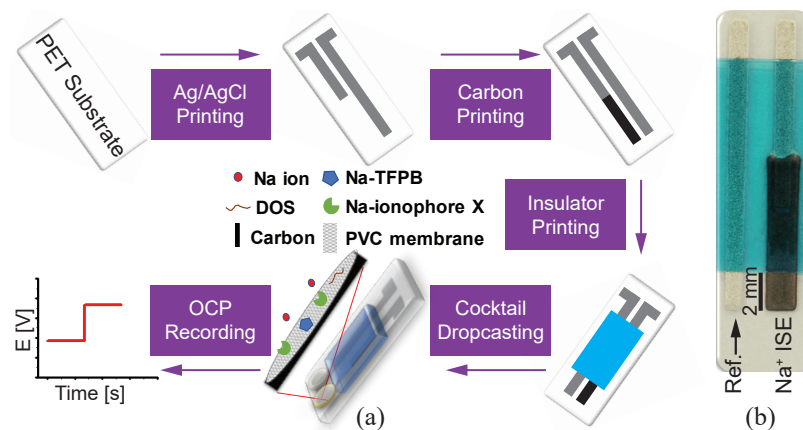 PET Substrate
Ag/AgCl
Printing
Carbon
Printing
Na ion
Na-TFPB
DOS
Na-ionophore X
Carbon
PVC membrane
Insulator
Printing
E [V]
Time [s]
OCP
Recording
Cocktail
Dropcasting
(a)
2 mm
Ref.
Na⁺ ISE
(b)